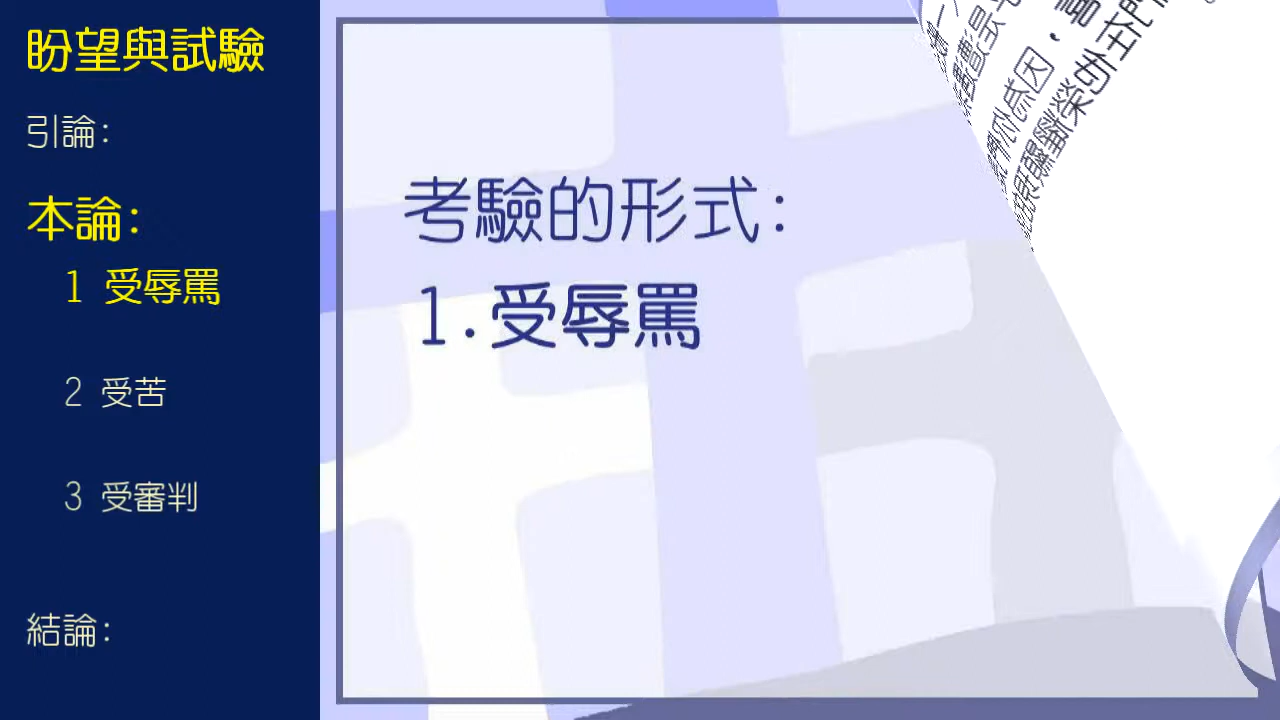 盼望與試驗
引論:
本論:
1 受辱罵
2 受苦
3 受審判
結論:
考驗的形式:
1.受辱罵